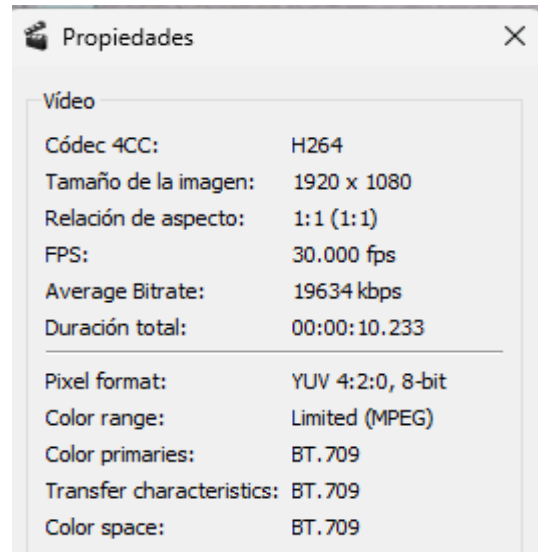 Propiedades
Vídeo
Códec 4CC: H264
Tamaño de la imagen: 1920 x 1080
Relación de aspecto: 1:1 (1:1)
FPS: 30.000 fps
Average Bitrate: 19634 kbps
Duración total: 00:00:10.233
Pixel format: YUV 4:2:0, 8-bit
Color range: Limited (MPEG)
Color primaries: BT.709
Transfer characteristics: BT.709
Color space: BT.709